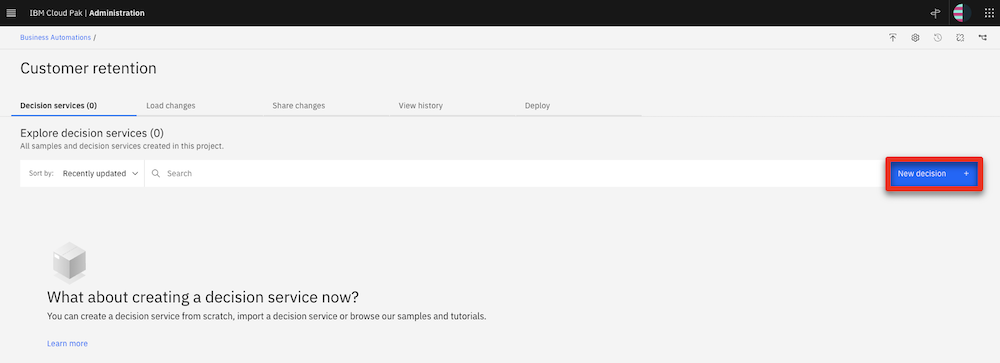 IBM Cloud Pak | Administration
Business Automations /
Customer retention
Decision services (0) Load changes Share changes View history Deploy
Explore decision services (0)
All samples and decision services created in this project.
Sort by: Recently updated Search New decision +
What about creating a decision service now?
You can create a decision service from scratch, import a decision service or browse our samples and tutorials.
Learn more